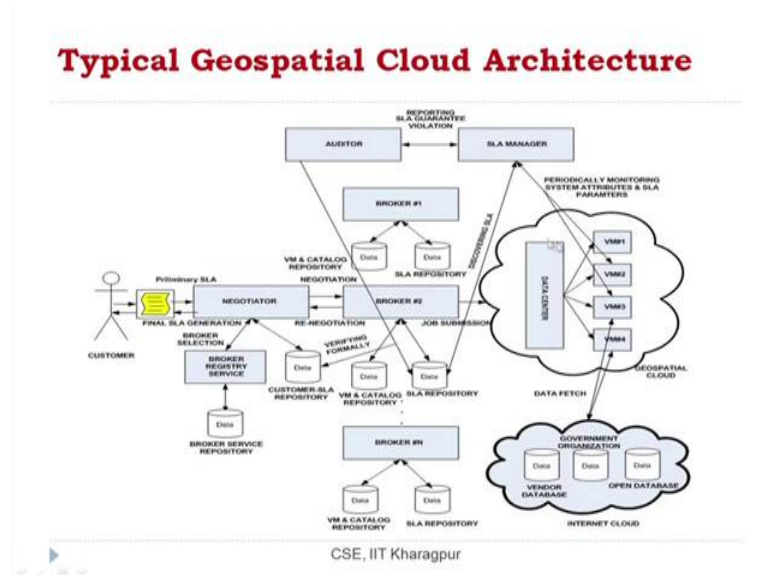 Typical Geospatial Cloud Architecture
REPORTING
SLA GUARANTEE
VIOLATION
AUDITOR
SLA MANAGER
PERIODICALLY MONITORING
SYSTEM ATTRIBUTES & SLA
PARAMTERS
BROKER #1
Data
Data
VM & CATALOG
REPOSITORY
SLA REPOSITORY
DISCOVERING SLA
DATA CENTER
VM#1
VM#2
VM#3
VM#4
GEOSPATIAL
CLOUD
CUSTOMER
Priliminary SLA
FINAL SLA GENERATION
NEGOTIATOR
NEGOTIATION
RE-NEGOTIATION
BROKER #2
JOB SUBMISSION
BROKER
SELECTION
VERIFYING
FORMALLY
BROKER
REGISTRY
SERVICE
Data
CUSTOMER-SLA
REPOSITORY
Data
VM & CATALOG
REPOSITORY
Data
SLA REPOSITORY
DATA FETCH
Data
BROKER SERVICE
REPOSITORY
BROKER #N
Data
Data
VM & CATALOG
REPOSITORY
SLA REPOSITORY
GOVERNMENT
ORGANIZATION
Data
Data
Data
VENDOR
DATABASE
OPEN DATABASE
INTERNET CLOUD
CSE, IIT Kharagpur